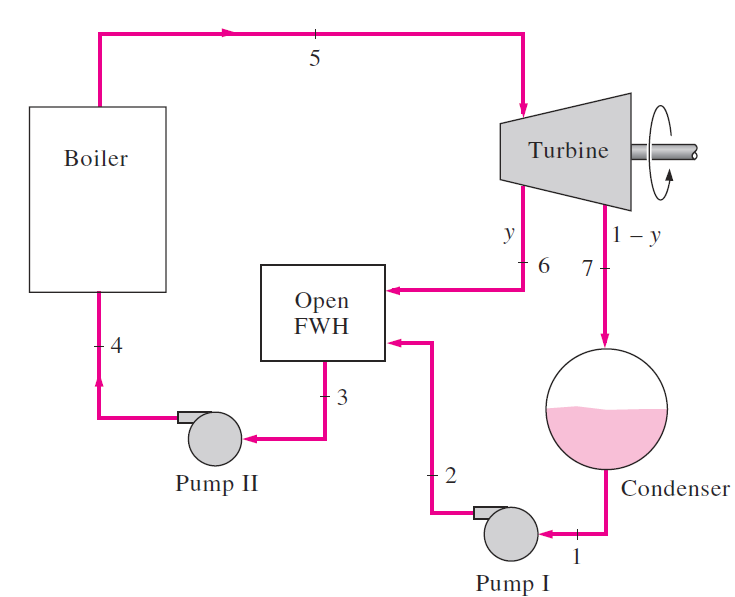 5
Boiler
Turbine
y
1 – y
6
7
Open
FWH
4
3
2
Pump II
Condenser
1
Pump I